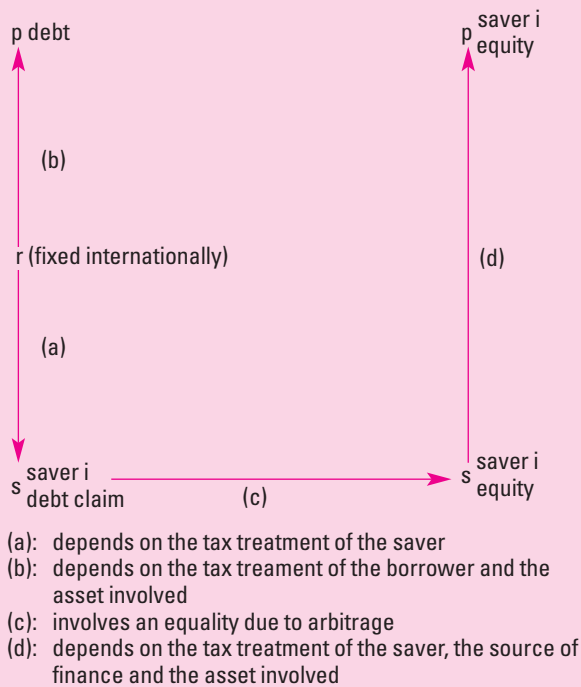 p debt
p saver i
equity
(b)
r (fixed internationally)
(d)
(a)
s saver i
debt claim
(c)
s saver i
equity
(a): depends on the tax treatment of the saver
(b): depends on the tax treament of the borrower and the
asset involved
(c): involves an equality due to arbitrage
(d): depends on the tax treatment of the saver, the source of
finance and the asset involved